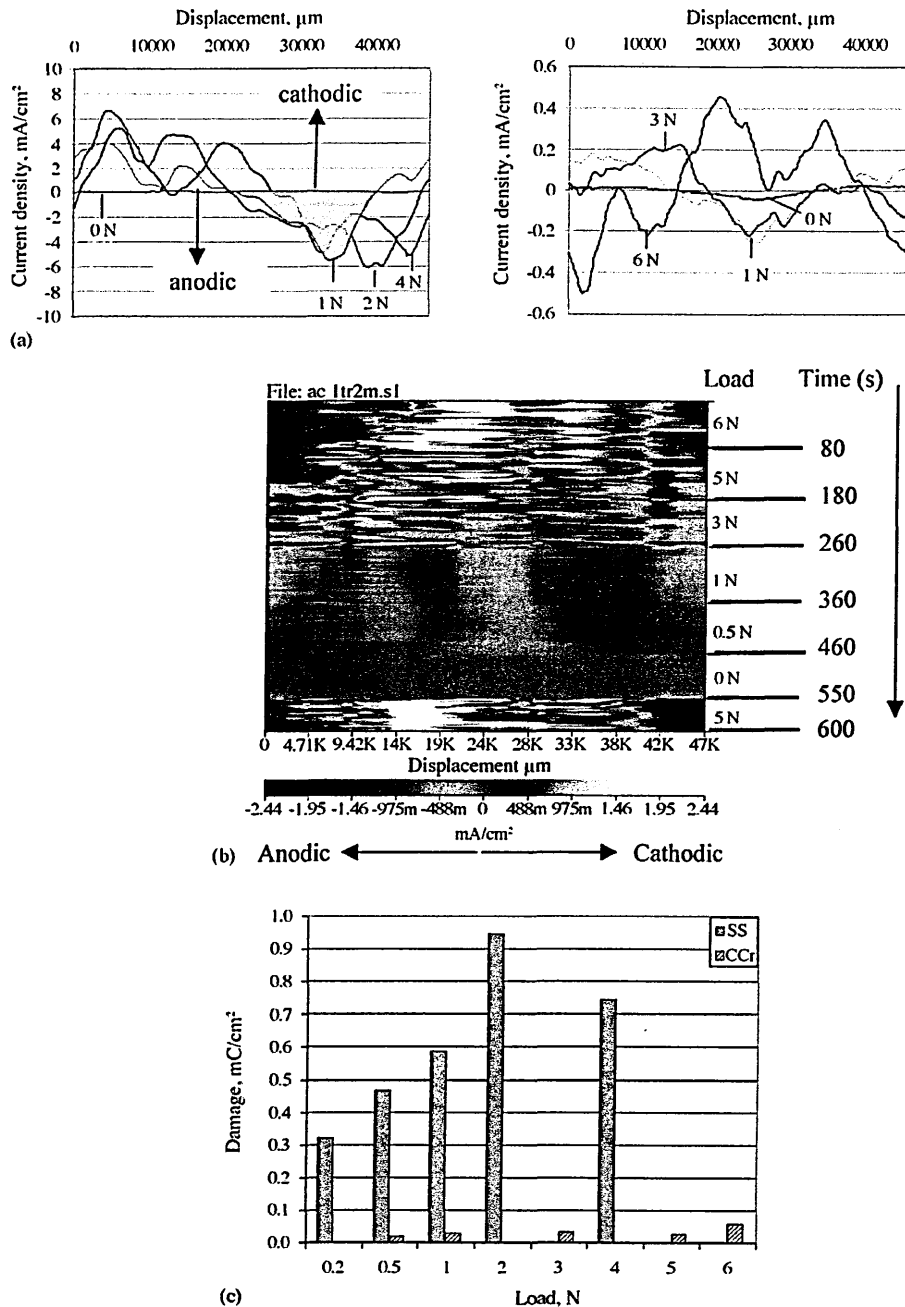 Displacement, µm
0 10000 20000 30000 40000
Current density, mA/cm²
10
8
6
4
2
0
-2
-4
-6
-8
-10
cathodic
anodic
0 N
1 N
2 N
4 N
Displacement, µm
0 10000 20000 30000 40000
Current density, mA/cm²
0.6
0.4
0.2
0
-0.2
-0.4
-0.6
3 N
6 N
1 N
0 N
(a)
File: ac_1tr2m.s1
Load Time (s)
6 N
80
5 N
180
3 N
260
1 N
360
0.5 N
460
0 N
550
5 N
600
0 4.71K 9.42K 14K 19K 24K 28K 33K 38K 42K 47K
Displacement µm
-2.44 -1.95 -1.46 -975m -488m 0 488m 975m 1.46 1.95 2.44
mA/cm²
(b) Anodic Cathodic
Damage, mC/cm²
1.0
0.9
0.8
0.7
0.6
0.5
0.4
0.3
0.2
0.1
0.0
SS
CCr
0.2 0.5 1 2 3 4 5 6
Load, N
(c)